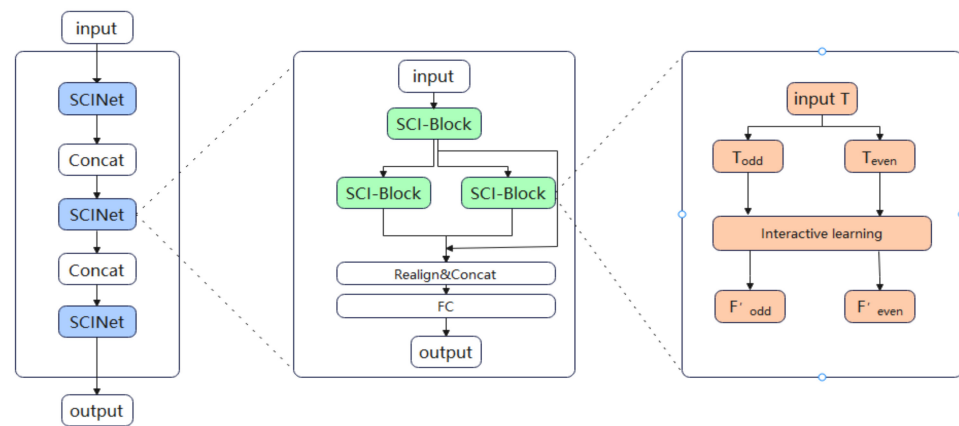 input
SCINet
Concat
SCINet
Concat
SCINet
output
input
SCI-Block
SCI-Block SCI-Block
Realign&Concat
FC
output
input T
Todd Teven
Interactive learning
F' odd F' even